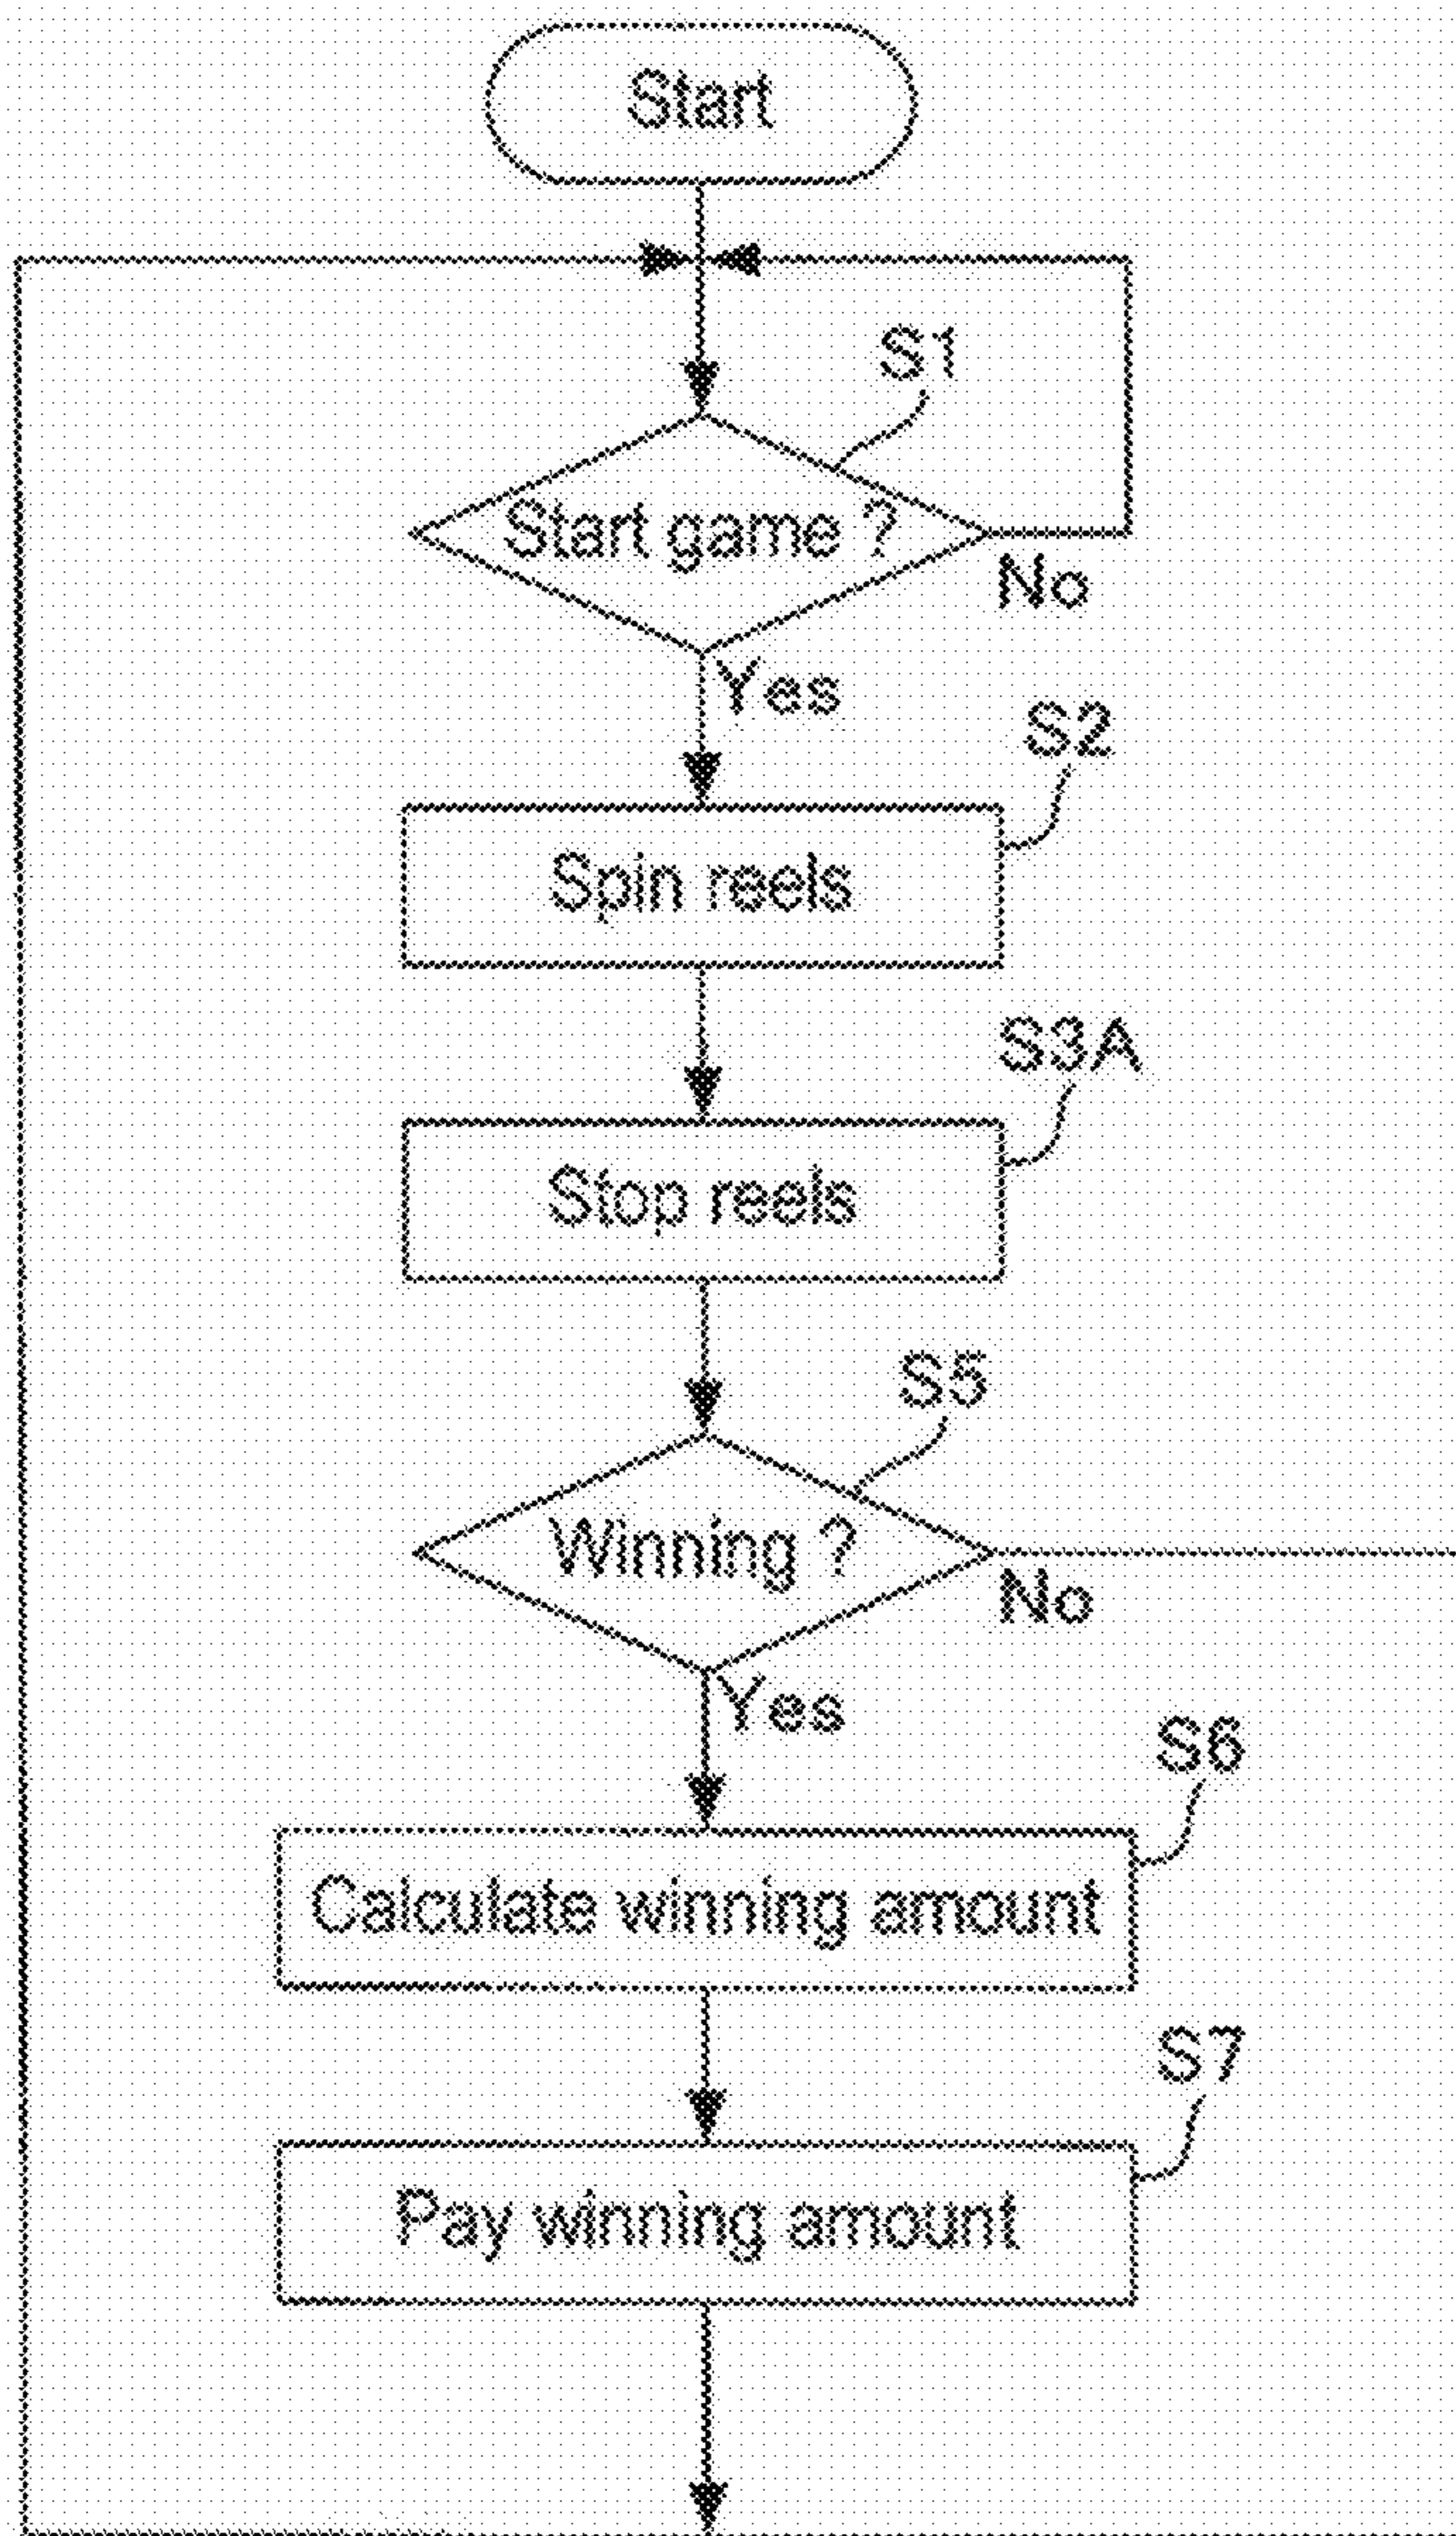 Start
S1
Start game ?
No
Yes
S2
Spin reels
S3A
Stop reels
S5
Winning ?
No
Yes
S6
Calculate winning amount
S7
Pay winning amount